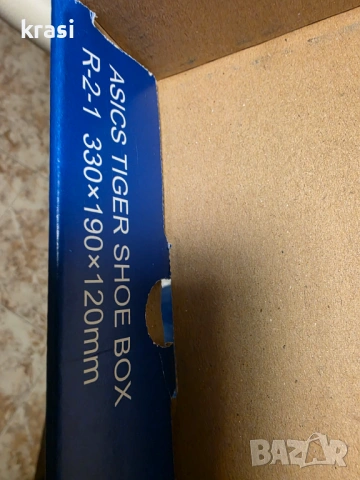 krasi
ASICS TIGER SHOE BOX
R-2-1 330×190×120mm
BAZAR